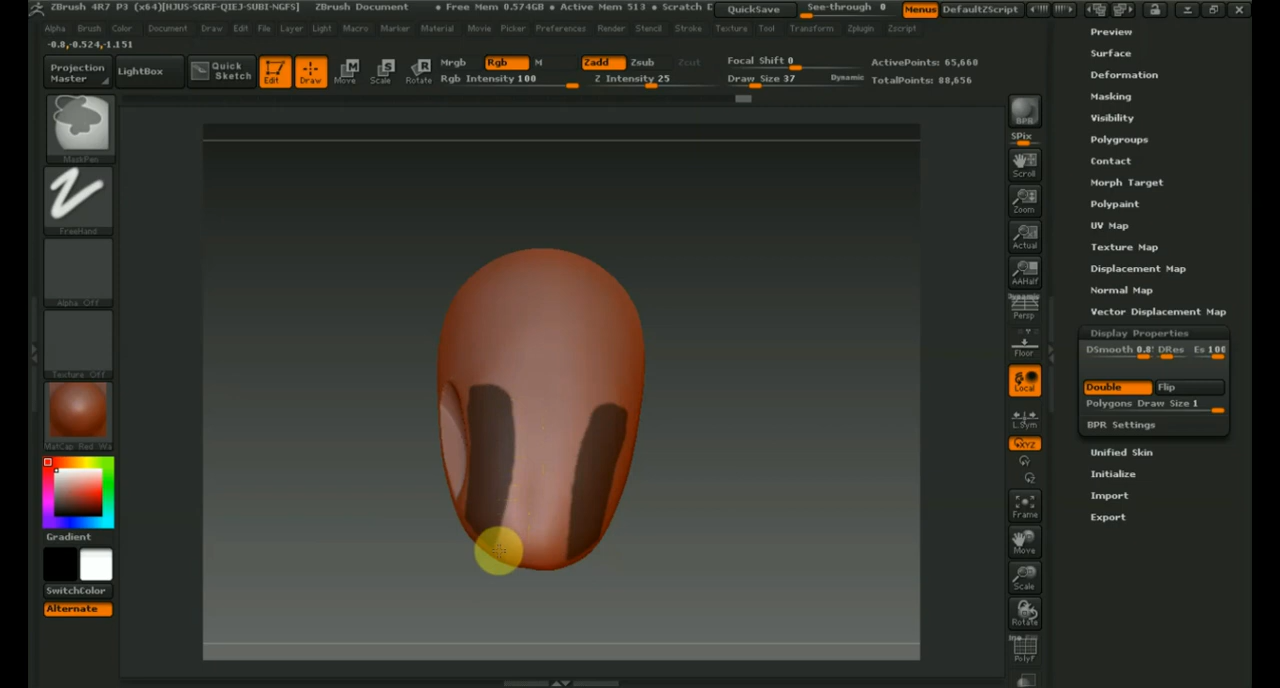 ZBrush 4R7 P3 (x64)[HJUS-SGRF-QIEJ-SUBI-NGFS] ZBrush Document • Free Mem 0.574GB • Active Mem 513 • Scratch D QuickSave See-through 0 Menus DefaultZScript
Alpha Brush Color Document Draw Edit File Layer Light Macro Marker Material Movie Picker Preferences Render Stencil Stroke Texture Tool Transform Zplugin Zscript
-0.8,-0.524,-1.151
Projection Master
LightBox
Quick Sketch
Edit
Draw
Move
Scale
Rotate
Mrgb Rgb M
Rgb Intensity 100
Zadd Zsub Zcut
Z Intensity 25
Focal Shift 0
Draw Size 37 Dynamic
ActivePoints: 65,660
TotalPoints: 88,656
MaskPen
FreeHand
Alpha Off
Texture Off
MatCap Red Wa
Gradient
SwitchColor
Alternate
BPR
SPix
Scroll
Zoom
Actual
AAHalf
Dynamic
Persp
Floor
Local
L.Sym
XYZ
Y
Z
Frame
Move
Scale
Rotate
PolyF
Preview
Surface
Deformation
Masking
Visibility
Polygroups
Contact
Morph Target
Polypaint
UV Map
Texture Map
Displacement Map
Normal Map
Vector Displacement Map
Display Properties
DSmooth DRes Es 100
Double Flip
Polygons Draw Size 1
BPR Settings
Unified Skin
Initialize
Import
Export